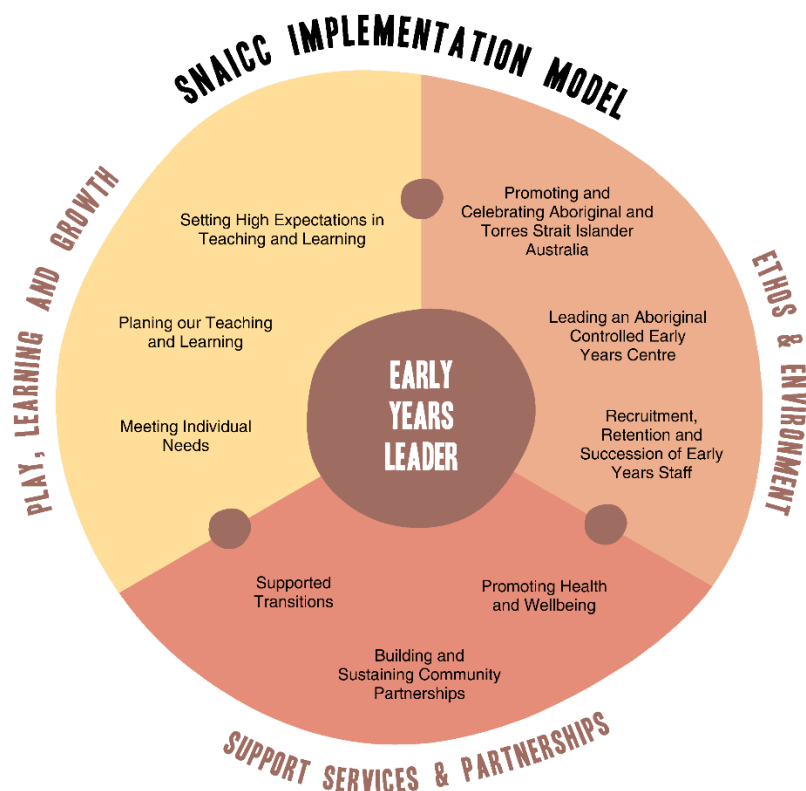 SNAICC IMPLEMENTATION MODEL
PLAY, LEARNING AND GROWTH
Setting High Expectations in
Teaching and Learning
Planing our Teaching
and Learning
Meeting Individual
Needs
EARLY
YEARS
LEADER
Promoting and
Celebrating Aboriginal and
Torres Strait Islander
Australia
Leading an Aboriginal
Controlled Early
Years Centre
Recruitment,
Retention and
Succession of Early
Years Staff
ETHOS & ENVIRONMENT
Supported
Transitions
Promoting Health
and Wellbeing
Building and
Sustaining Community
Partnerships
SUPPORT SERVICES & PARTNERSHIPS